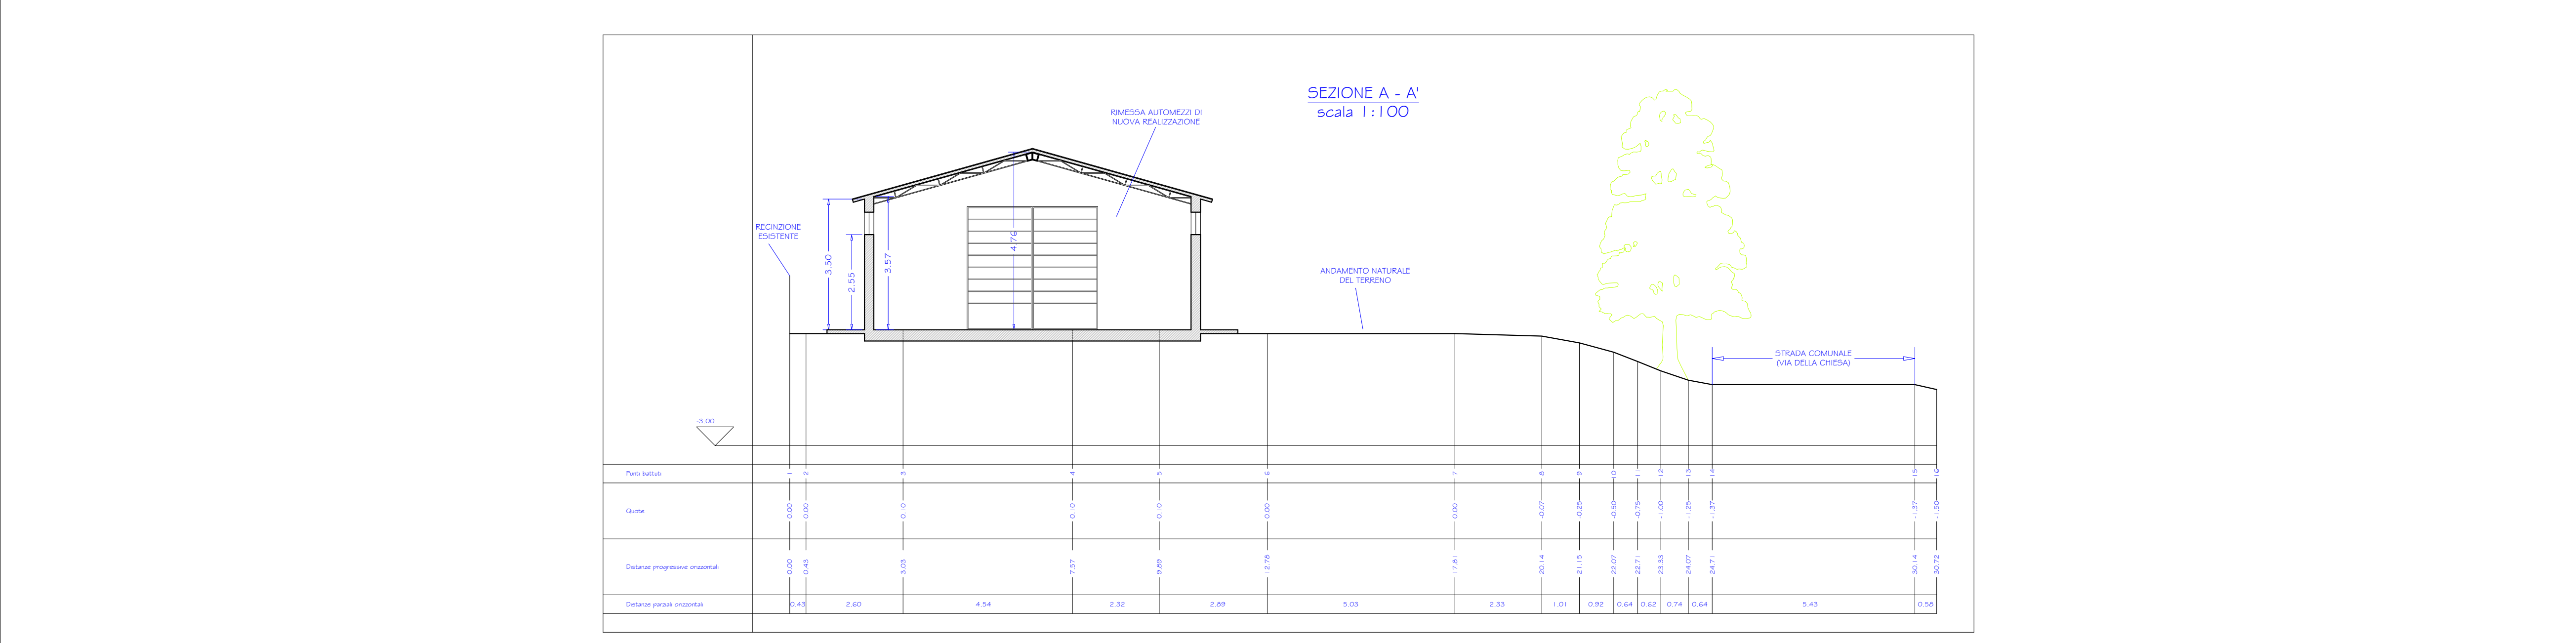 SEZIONE A - A'
scala 1:100
RIMESSA AUTOMEZZI DI
NUOVA REALIZZAZIONE
RECINZIONE
ESISTENTE
3.50
2.55
3.57
4.76
ANDAMENTO NATURALE
DEL TERRENO
STRADA COMUNALE
(VIA DELLA CHIESA)
-3.00
Punti battuti 1 2 3 4 5 6 7 8 9 10 11 12 13 14 15 16
Quote 0.00 0.00 0.10 0.10 0.10 0.00 0.00 -0.07 -0.25 -0.50 -0.75 -1.00 -1.25 -1.37 -1.37 -1.50
Distanze progressive orizzontali 0.00 0.43 3.03 7.57 9.89 12.78 17.81 20.14 21.15 22.07 22.71 23.33 24.07 24.71 30.14 30.72
Distanze parziali orizzontali 0.43 2.60 4.54 2.32 2.89 5.03 2.33 1.01 0.92 0.64 0.62 0.74 0.64 5.43 0.58